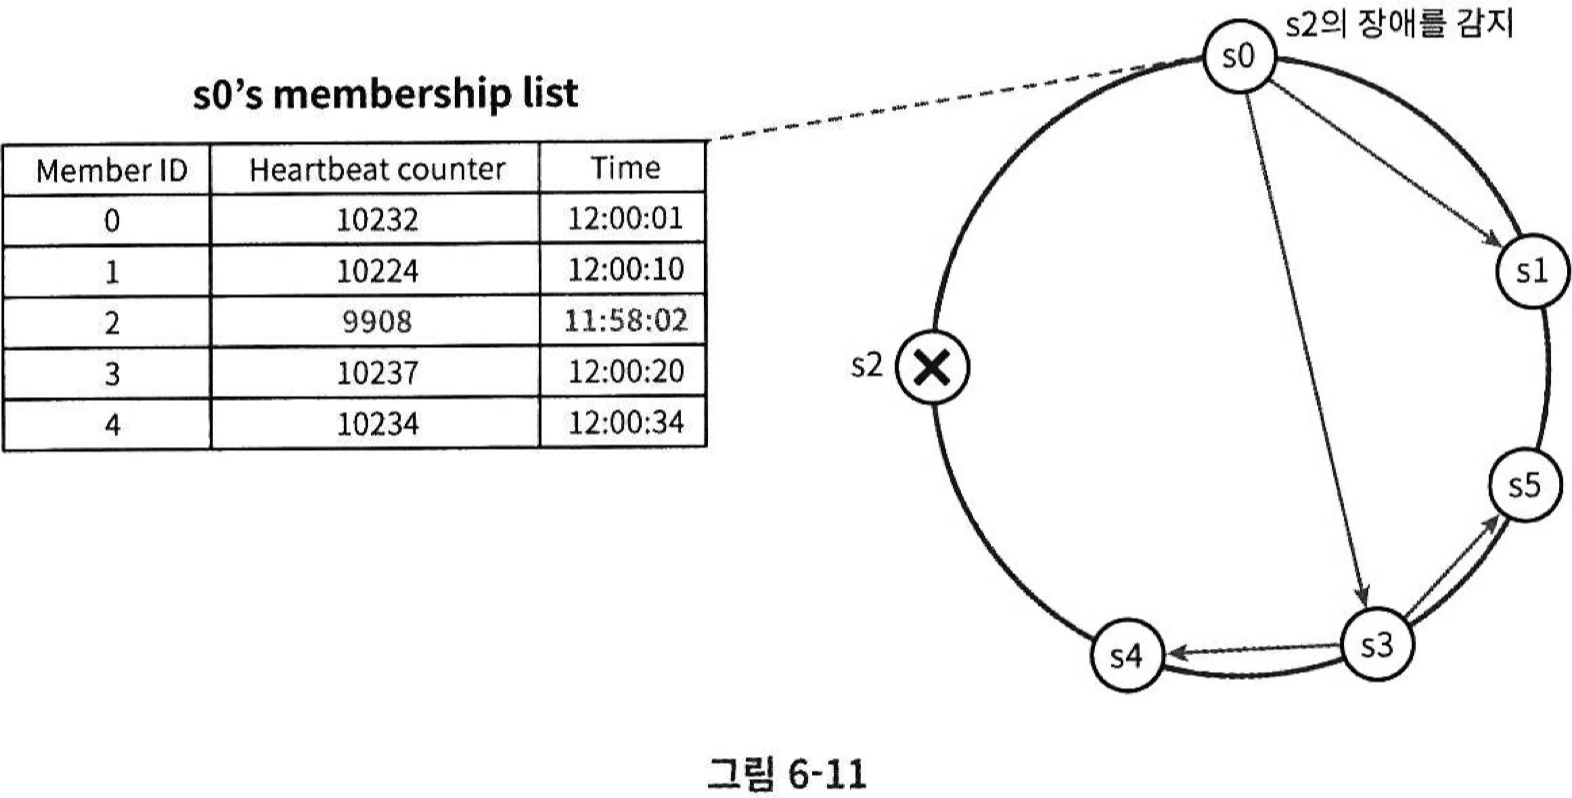 s2의 장애를 감지
s0
s0's membership list
Member ID Heartbeat counter Time
0 10232 12:00:01
1 10224 12:00:10
2 9908 11:58:02
3 10237 12:00:20
4 10234 12:00:34
s1
s2
s5
s4
s3
그림 6-11